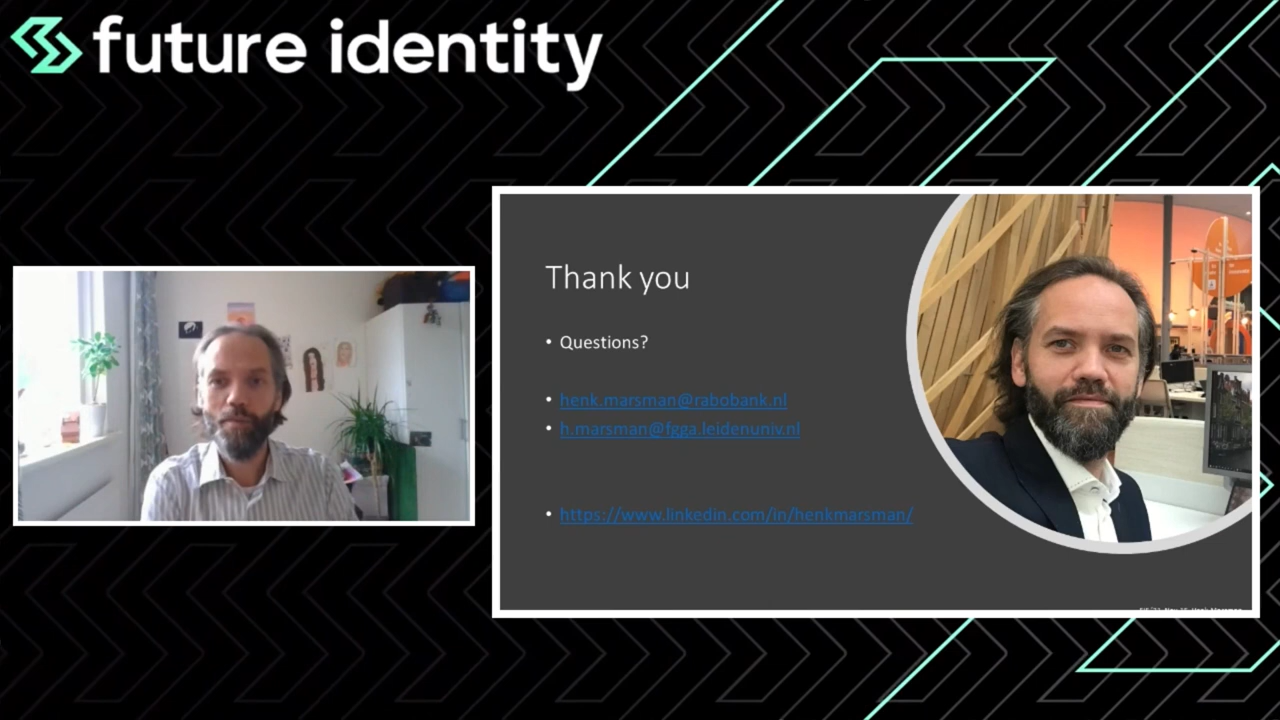 future identity
Thank you
• Questions?
• henk.marsman@rabobank.nl
• h.marsman@fgga.leidenuniv.nl
• https://www.linkedin.com/in/henkmarsman/